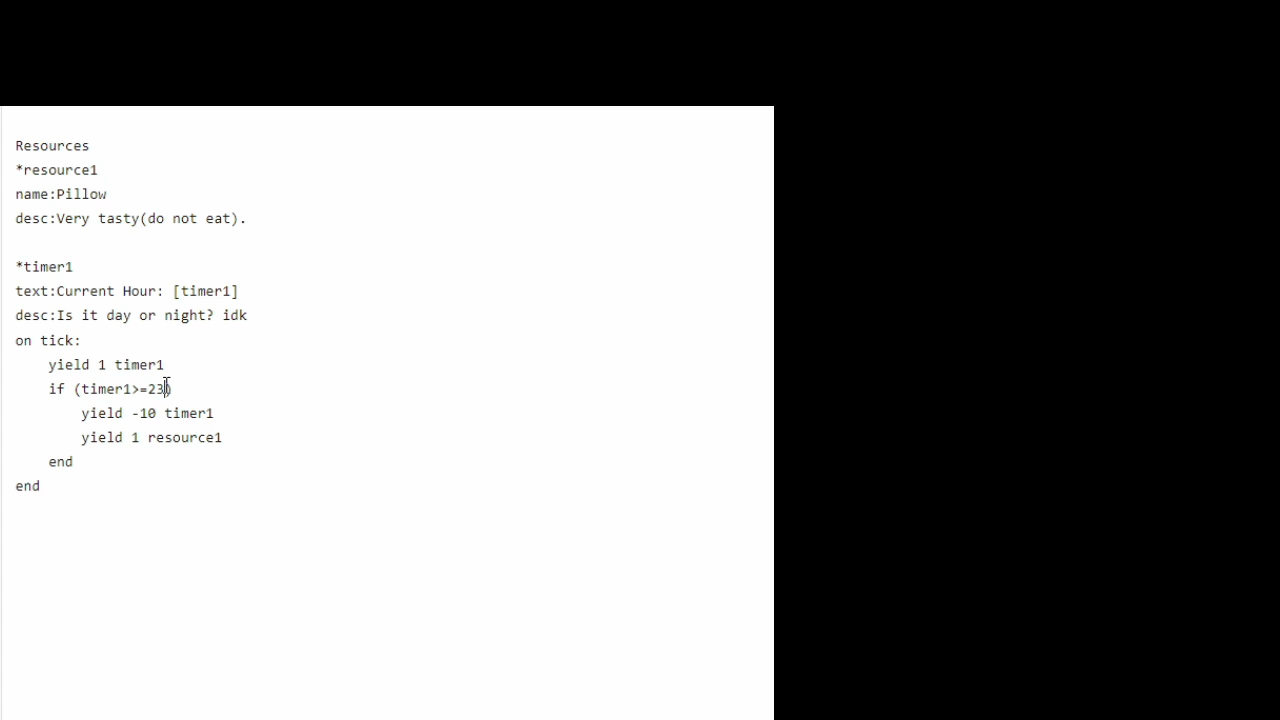 Resources
*resource1
name:Pillow
desc:Very tasty(do not eat).
*timer1
text:Current Hour: [timer1]
desc:Is it day or night? idk
on tick:
    yield 1 timer1
    if (timer1>=23)
        yield -10 timer1
        yield 1 resource1
    end
end